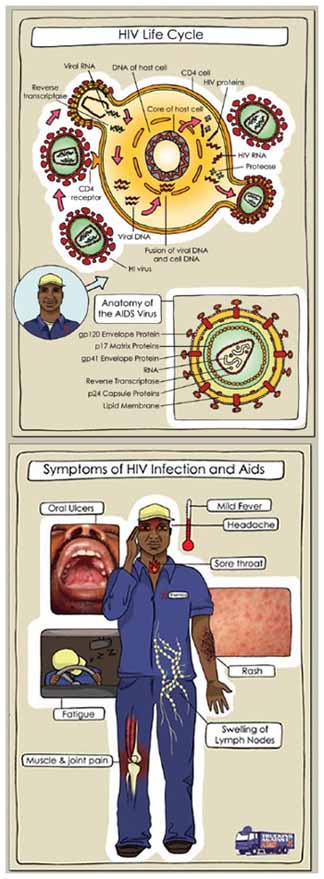 HIV Life Cycle
Viral RNA
DNA of host cell
CD4 cell
Reverse
transcriptase
HIV proteins
Core of host cell
HIV RNA
Protease
CD4
receptor
Viral DNA
Fusion of viral DNA
and cell DNA
HI virus
Anatomy of
the AIDS Virus
gp120 Envelope Protein
p17 Matrix Proteins
gp41 Envelope Protein
RNA
Reverse Transcriptase
p24 Capsule Proteins
Lipid Membrane
Symptoms of HIV Infection and Aids
Oral Ulcers
Mild Fever
Headache
Sore throat
Rash
Fatigue
Swelling of
Lymph Nodes
Muscle & joint pain